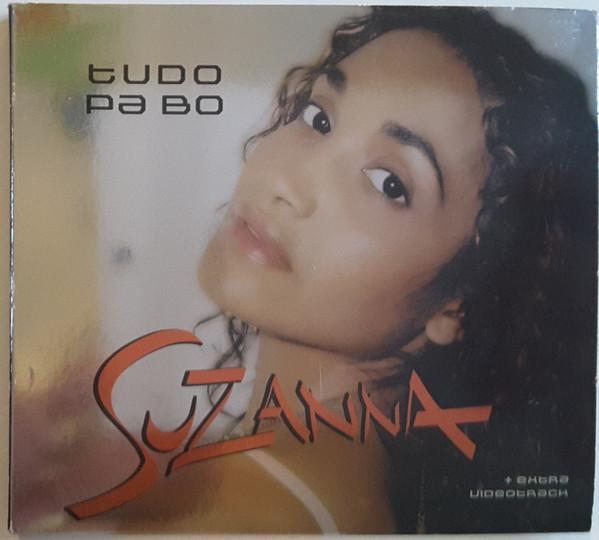 tudo
pa bo
Suzanna
+ extra
videotrack